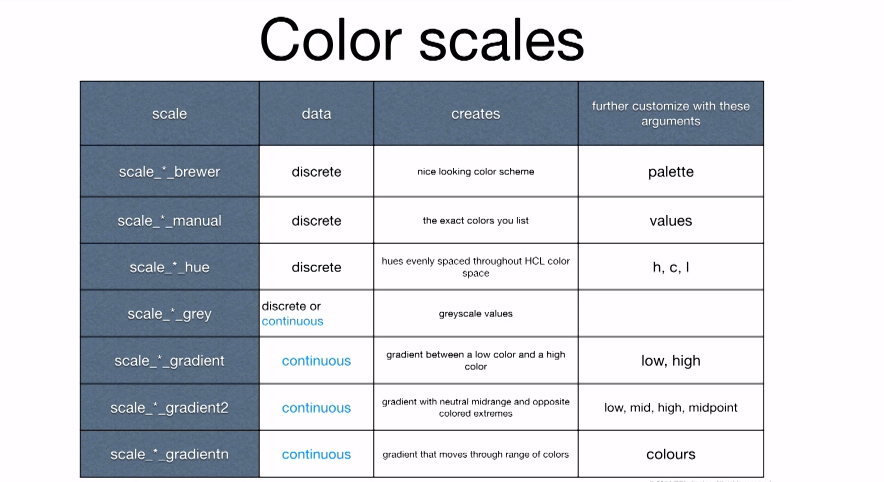 Color scales
scale
data
creates
further customize with these
arguments
scale_*_brewer
discrete
nice looking color scheme
palette
scale_*_manual
discrete
the exact colors you list
values
scale_*_hue
discrete
hues evenly spaced throughout HCL color
space
h, c, l
scale_*_grey
discrete or
continuous
greyscale values
scale_*_gradient
continuous
gradient between a low color and a high
color
low, high
scale_*_gradient2
continuous
gradient with neutral midrange and opposite
colored extremes
low, mid, high, midpoint
scale_*_gradientn
continuous
gradient that moves through range of colors
colours